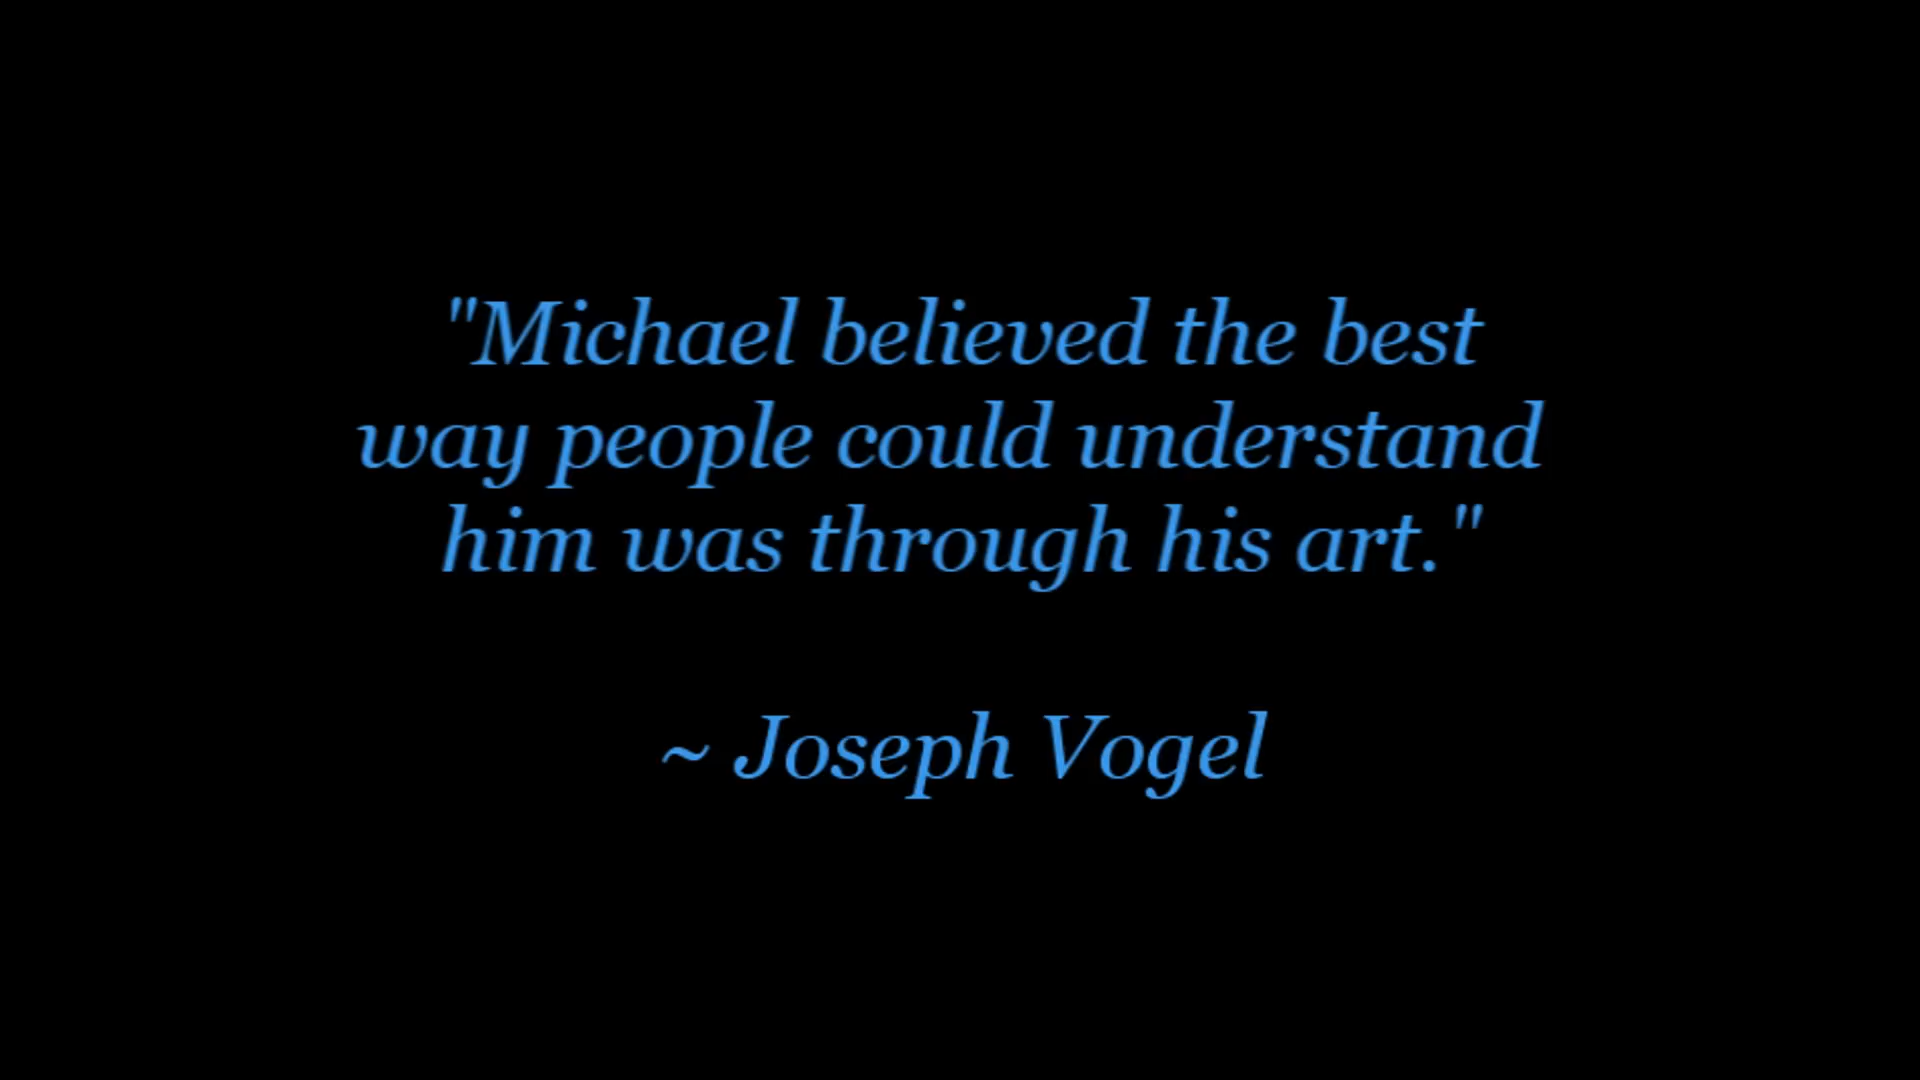 "Michael believed the best
way people could understand
him was through his art."
~ Joseph Vogel